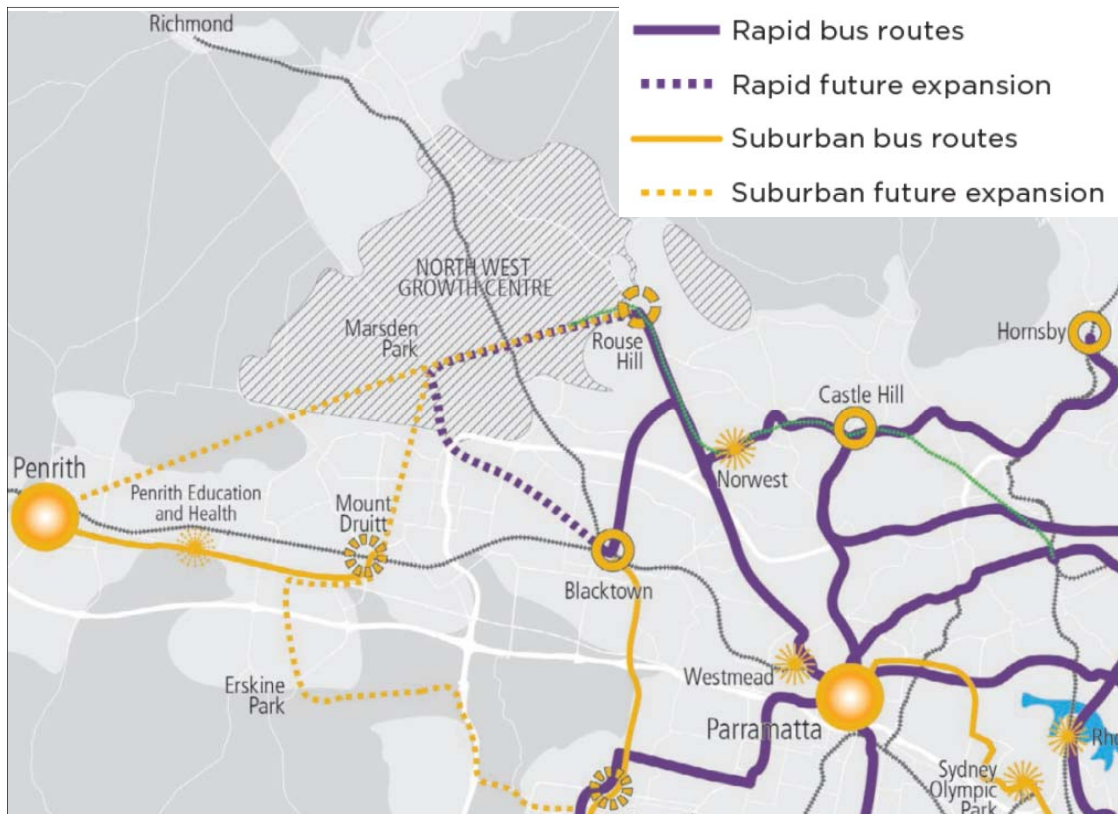 Richmond
Rapid bus routes
Rapid future expansion
Suburban bus routes
Suburban future expansion
NORTH WEST
GROWTH CENTRE
Marsden
Park
Rouse
Hill
Hornsby
Castle Hill
Penrith
Penrith Education
and Health
Mount
Druitt
Norwest
Blacktown
Westmead
Erskine
Park
Parramatta
Sydney
Olympic
Park